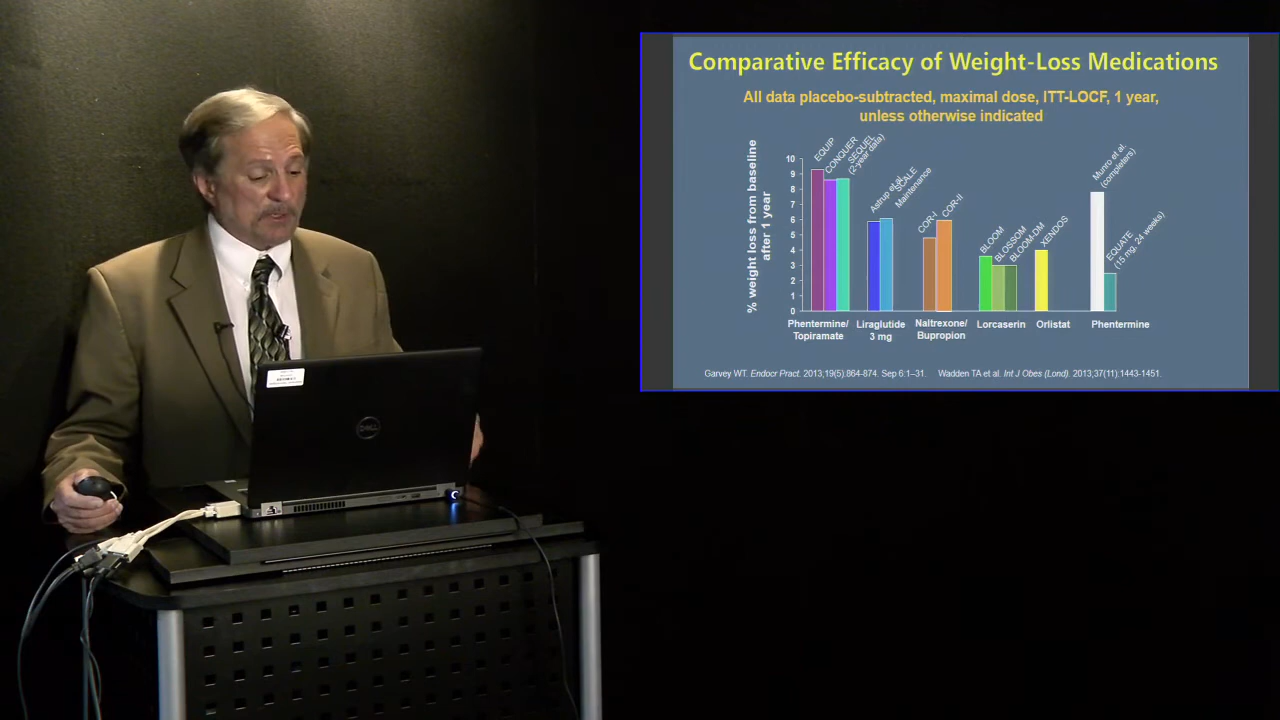 Comparative Efficacy of Weight-Loss Medications
All data placebo-subtracted, maximal dose, ITT-LOCF, 1 year,
unless otherwise indicated
% weight loss from baseline
after 1 year
10
9
8
7
6
5
4
3
2
1
0
EQUIP
CONQUER
SEQUEL
(2-year data)
Astrup et al.
SCALE
Maintenance
COR-I
COR-II
BLOOM
BLOSSOM
BLOOM-DM
XENDOS
Munro et al.
(completers)
EQUATE
(15 mg, 24 weeks)
Phentermine/
Topiramate
Liraglutide
3 mg
Naltrexone/
Bupropion
Lorcaserin
Orlistat
Phentermine
Garvey WT. Endocr Pract. 2013;19(5):864-874. Sep 6:1–31. Wadden TA et al. Int J Obes (Lond). 2013;37(11):1443-1451.
DELL